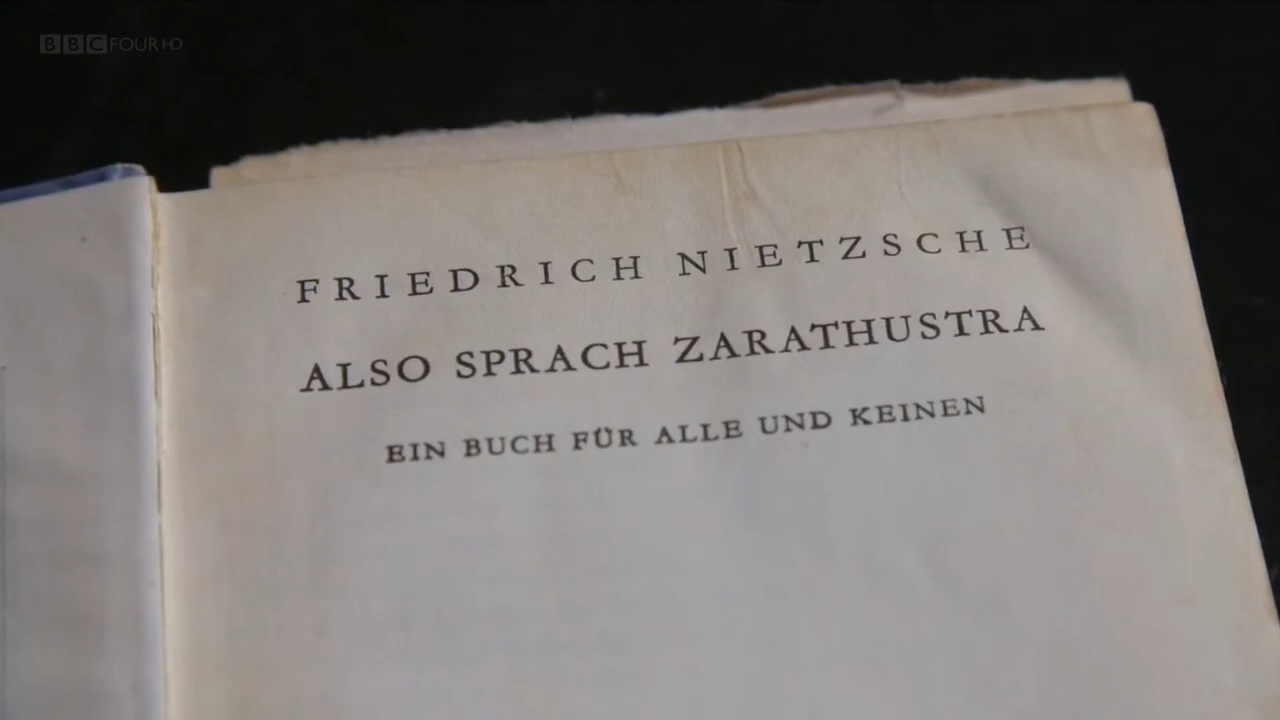 BBC FOUR HD
FRIEDRICH NIETZSCHE
ALSO SPRACH ZARATHUSTRA
EIN BUCH FÜR ALLE UND KEINEN